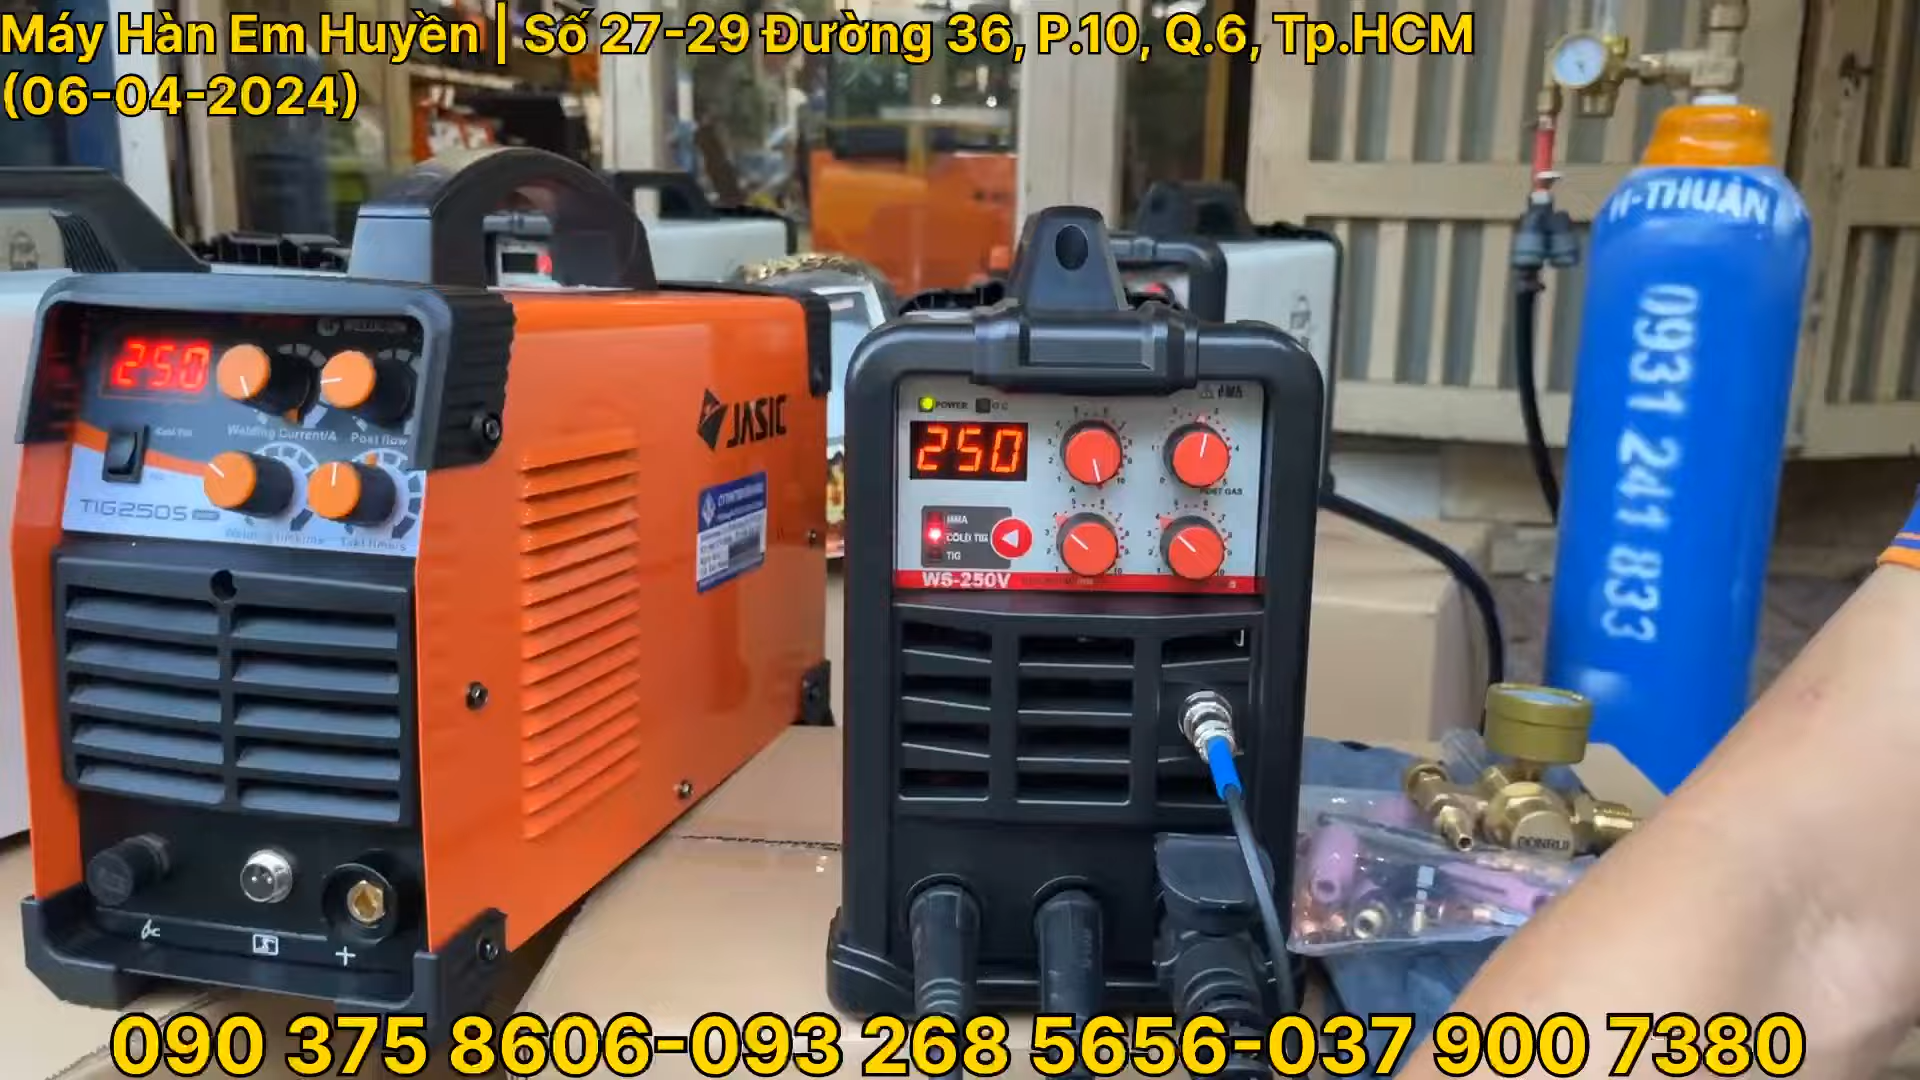 Máy Hàn Em Huyền | Số 27-29 Đường 36, P.10, Q.6, Tp.HCM
(06-04-2024)
H-THUẬN
0931 241 833
250
Welding Current/A
Post flow
TIG250S
JASIC
POWER
O C
250
A
POST GAS
MMA
COLD TIG
TIG
WS-250V
DONRUI
+
090 375 8606-093 268 5656-037 900 7380